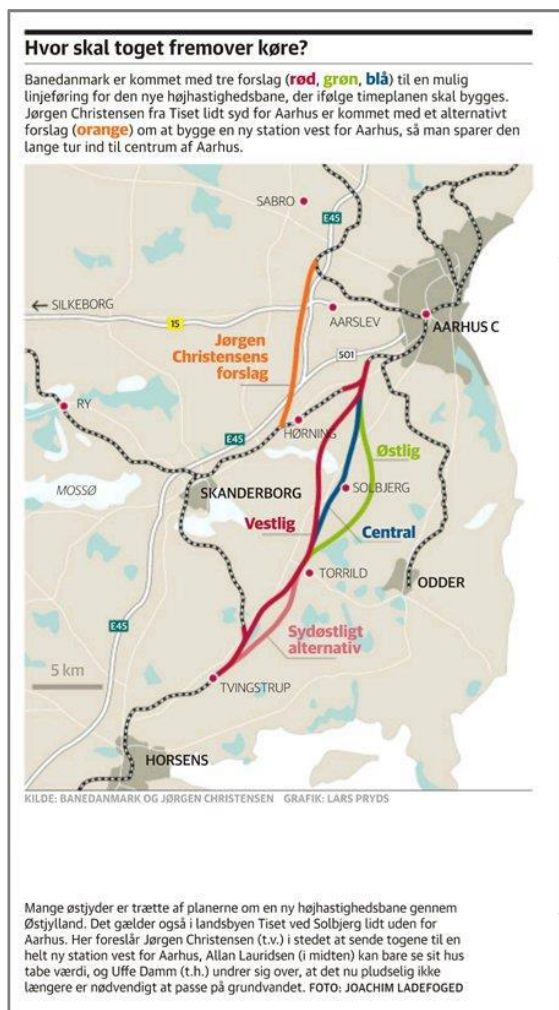 Hvor skal toget fremover køre?
Banedanmark er kommet med tre forslag (rød, grøn, blå) til en mulig
linjeføring for den nye højhastighedsbane, der ifølge timeplanen skal bygges.
Jørgen Christensen fra Tiset lidt syd for Aarhus er kommet med et alternativt
forslag (orange) om at bygge en ny station vest for Aarhus, så man sparer den
lange tur ind til centrum af Aarhus.
SABRO
E45
SILKEBORG
15
AARSLEV
AARHUS C
Jørgen
Christensens
forslag
501
RY
HØRNING
E45
Østlig
MOSSØ
SKANDERBORG
SOLBJERG
Vestlig
Central
TORRILD
ODDER
E45
Sydøstligt
alternativ
5 km
TVINGSTRUP
HORSENS
KILDE: BANEDANMARK OG JØRGEN CHRISTENSEN GRAFIK: LARS PRYDS
Mange østjyder er trætte af planerne om en ny højhastighedsbane gennem
Østjylland. Det gælder også i landsbyen Tiset ved Solbjerg lidt uden for
Aarhus. Her foreslår Jørgen Christensen (t.v.) i stedet at sende togene til en
helt ny station vest for Aarhus, Allan Lauridsen (i midten) kan bare se sit hus
tabe værdi, og Uffe Damm (t.h.) undrer sig over, at det nu pludselig ikke
længere er nødvendigt at passe på grundvandet. FOTO: JOACHIM LADEFOGED